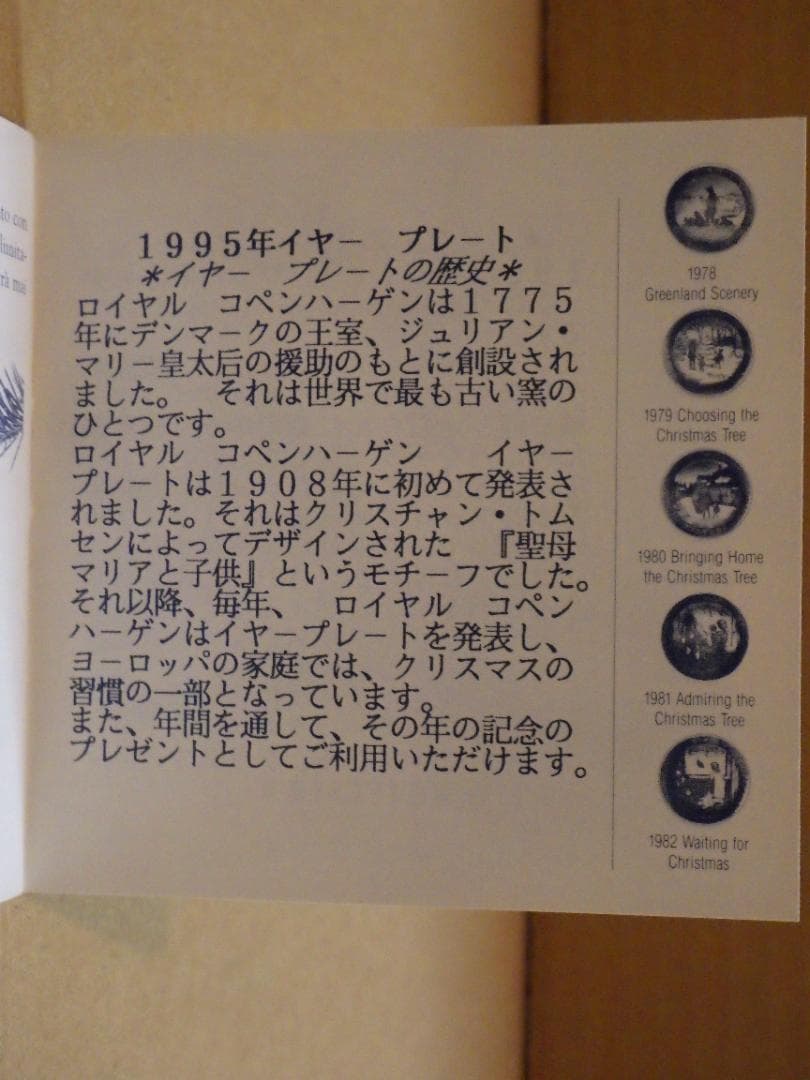 to con
lunita-
rà mas
1995年イヤー　プレート
*イヤー　プレートの歴史*
ロイヤル　コペンハーゲンは1775
年にデンマークの王室、ジュリアン・
マリー皇太后の援助のもとに創設され
ました。　それは世界で最も古い窯の
ひとつです。
ロイヤル　コペンハーゲン　　イヤー
プレートは1908年に初めて発表さ
れました。それはクリスチャン・トム
センによってデザインされた　『聖母
マリアと子供』というモチーフでした。
それ以降、毎年、　ロイヤル　コペン
ハーゲンはイヤープレートを発表し、
ヨーロッパの家庭では、クリスマスの
習慣の一部となっています。
また、年間を通して、その年の記念の
プレゼントとしてご利用いただけます。
1978
Greenland Scenery
1979 Choosing the
Christmas Tree
1980 Bringing Home
the Christmas Tree
1981 Admiring the
Christmas Tree
1982 Waiting for
Christmas